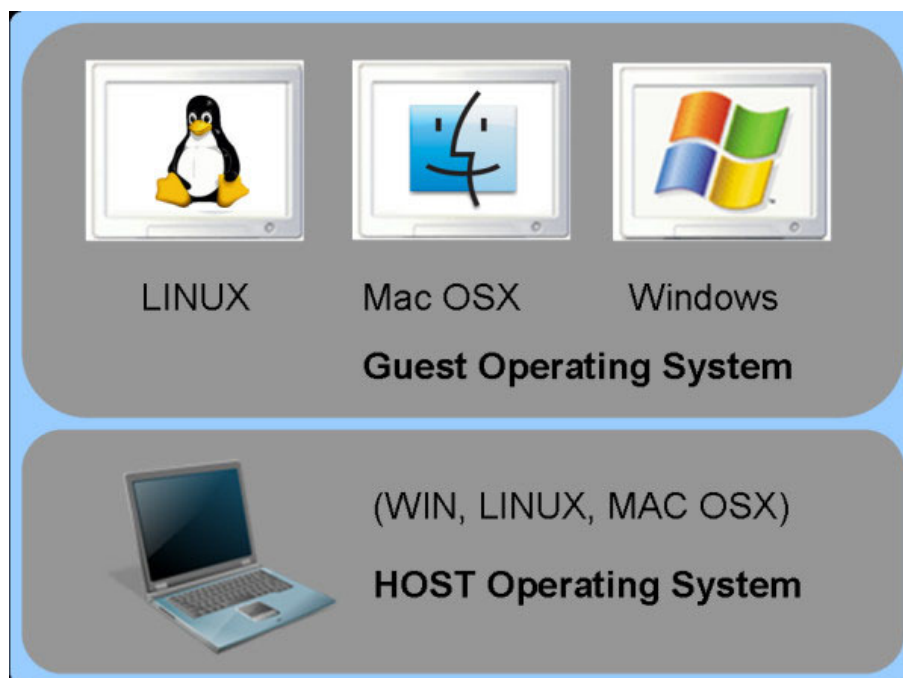 LINUX Mac OSX Windows
Guest Operating System
(WIN, LINUX, MAC OSX)
HOST Operating System